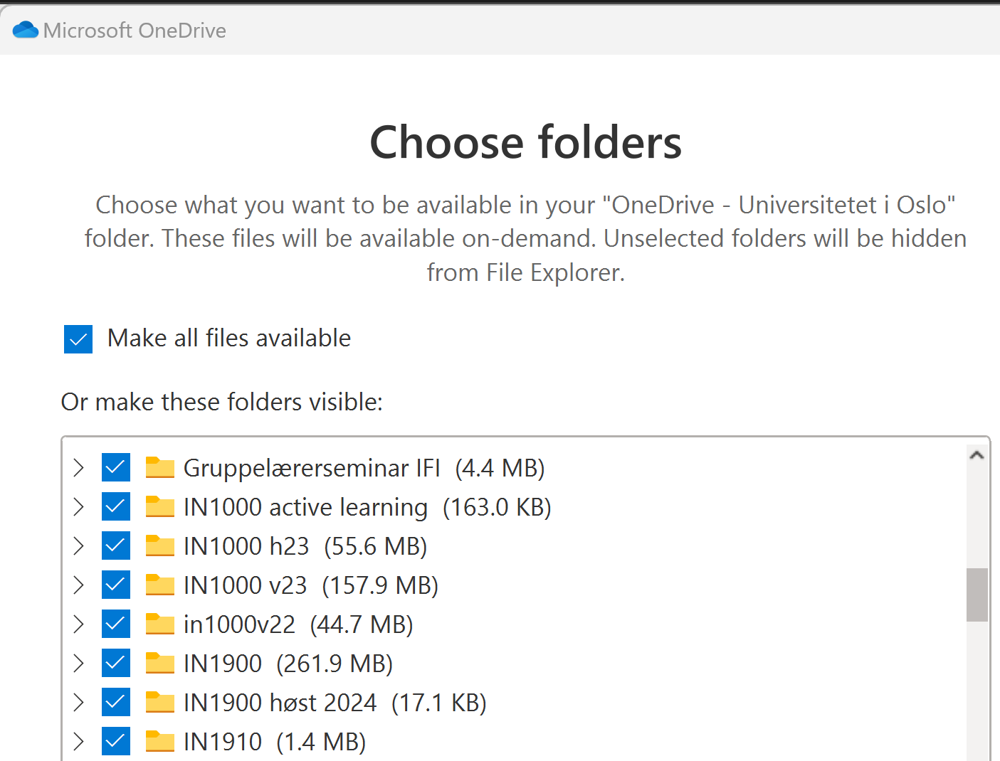 Microsoft OneDrive
Choose folders
Choose what you want to be available in your "OneDrive - Universitetet i Oslo"
folder. These files will be available on-demand. Unselected folders will be hidden
from File Explorer.
Make all files available
Or make these folders visible:
Gruppelærerseminar IFI (4.4 MB)
IN1000 active learning (163.0 KB)
IN1000 h23 (55.6 MB)
IN1000 v23 (157.9 MB)
in1000v22 (44.7 MB)
IN1900 (261.9 MB)
IN1900 høst 2024 (17.1 KB)
IN1910 (1.4 MB)